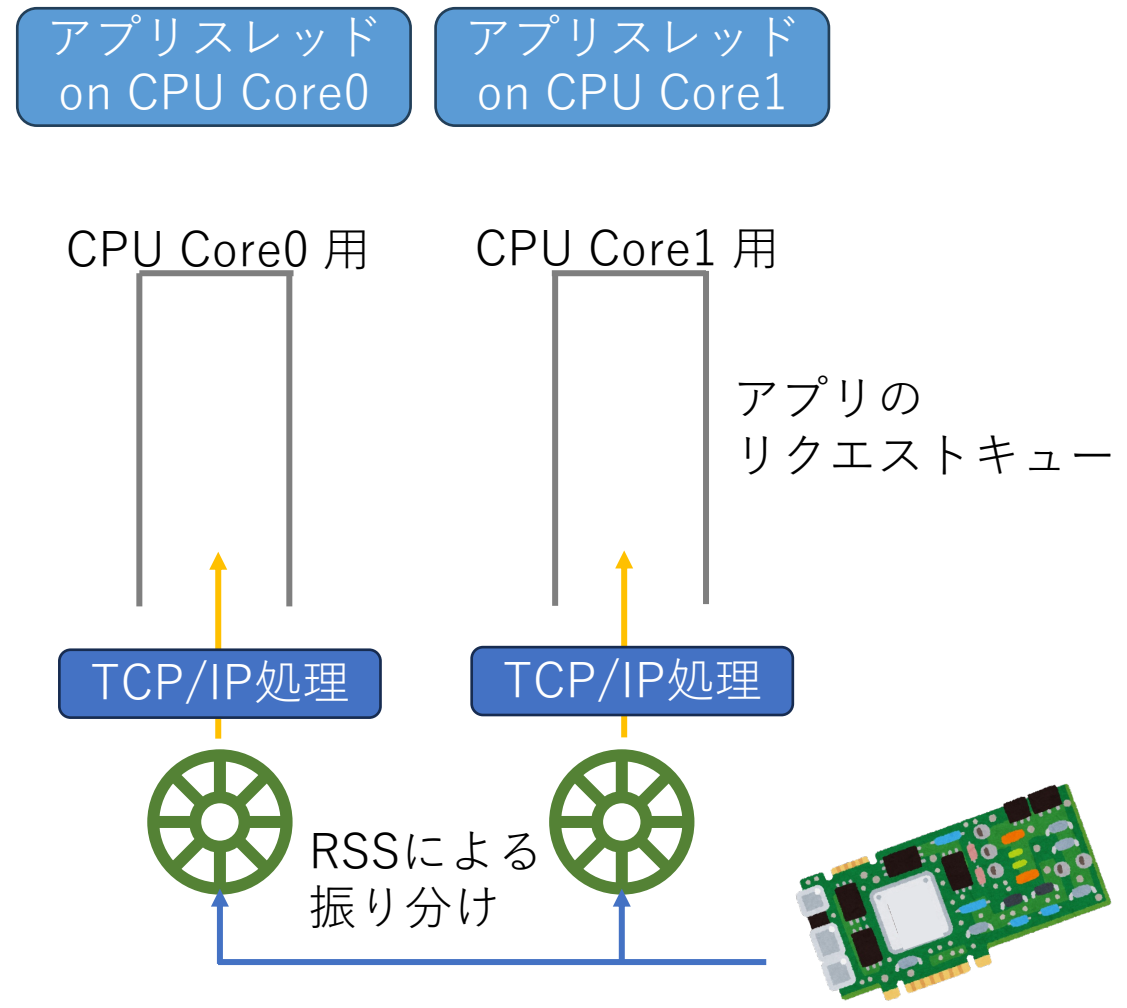 アプリスレッド
on CPU Core0
アプリスレッド
on CPU Core1
CPU Core0 用
CPU Core1 用
アプリの
リクエストキュー
TCP/IP処理
TCP/IP処理
RSSによる
振り分け